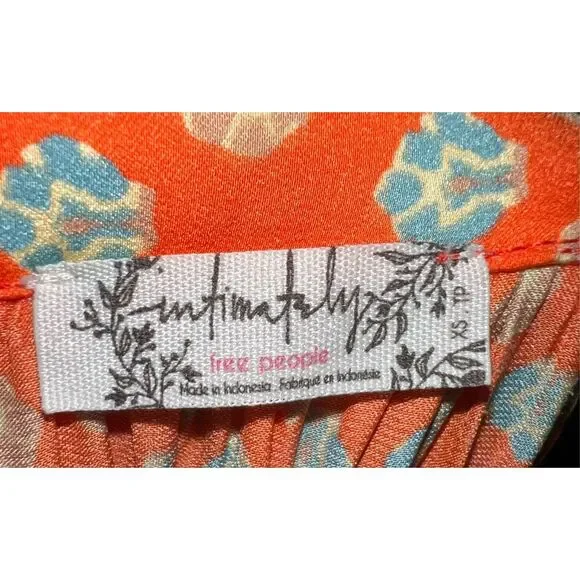 intimately
free people
Made in Indonesia . Fabriqué en Indonésie
XS . TP